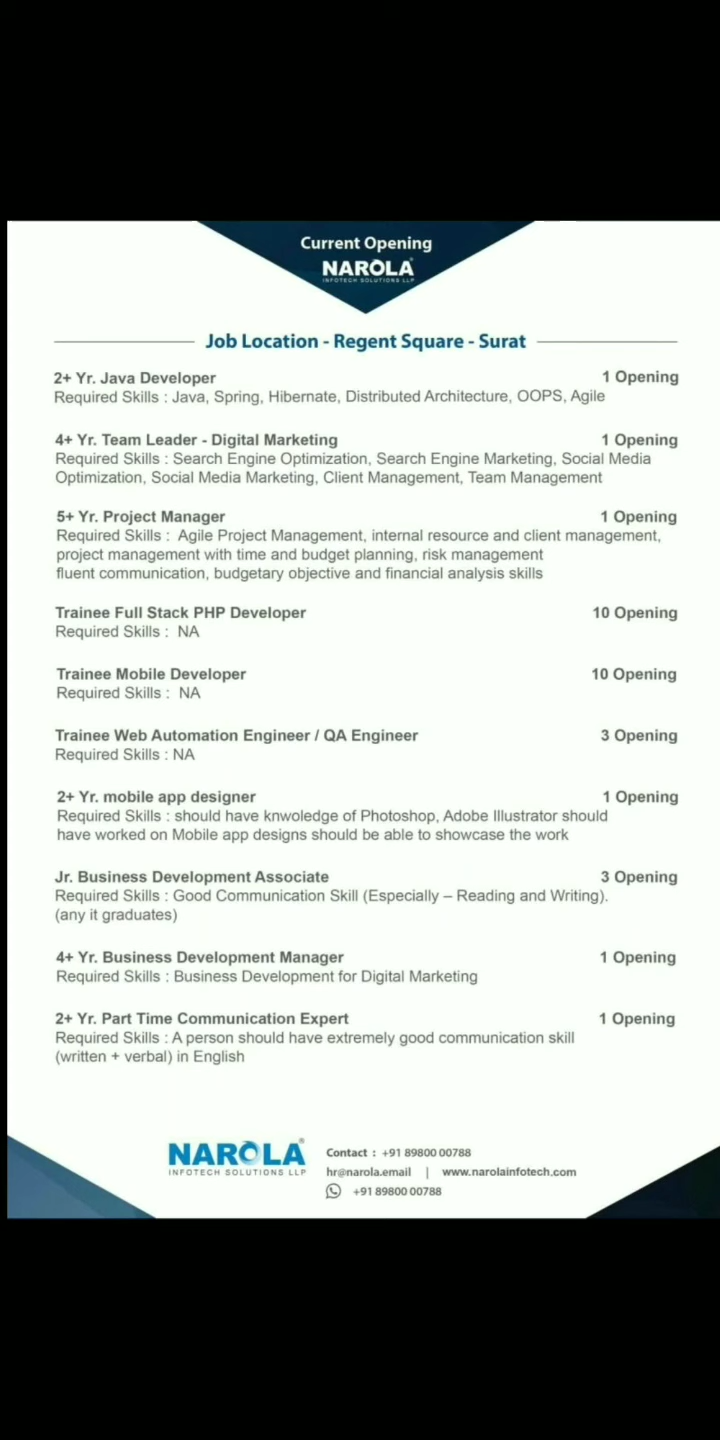 Current Opening
NAROLA
INFOTECH SOLUTIONS LLP
Job Location - Regent Square - Surat
2+ Yr. Java Developer 1 Opening
Required Skills : Java, Spring, Hibernate, Distributed Architecture, OOPS, Agile
4+ Yr. Team Leader - Digital Marketing 1 Opening
Required Skills : Search Engine Optimization, Search Engine Marketing, Social Media
Optimization, Social Media Marketing, Client Management, Team Management
5+ Yr. Project Manager 1 Opening
Required Skills : Agile Project Management, internal resource and client management,
project management with time and budget planning, risk management
fluent communication, budgetary objective and financial analysis skills
Trainee Full Stack PHP Developer 10 Opening
Required Skills : NA
Trainee Mobile Developer 10 Opening
Required Skills : NA
Trainee Web Automation Engineer / QA Engineer 3 Opening
Required Skills : NA
2+ Yr. mobile app designer 1 Opening
Required Skills : should have knwoledge of Photoshop, Adobe Illustrator should
have worked on Mobile app designs should be able to showcase the work
Jr. Business Development Associate 3 Opening
Required Skills : Good Communication Skill (Especially – Reading and Writing).
(any it graduates)
4+ Yr. Business Development Manager 1 Opening
Required Skills : Business Development for Digital Marketing
2+ Yr. Part Time Communication Expert 1 Opening
Required Skills : A person should have extremely good communication skill
(written + verbal) in English
NAROLA®
INFOTECH SOLUTIONS LLP
Contact : +91 89800 00788
hr@narola.email | www.narolainfotech.com
+91 89800 00788